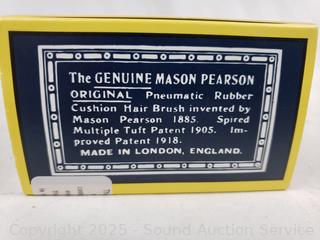 The GENUINE MASON PEARSON
ORIGINAL Pneumatic Rubber
Cushion Hair Brush invented by
Mason Pearson 1885. Spired
Multiple Tuft Patent 1905. Im-
proved Patent 1918.
MADE IN LONDON, ENGLAND.
Copyright 2025 - Sound Auction Service